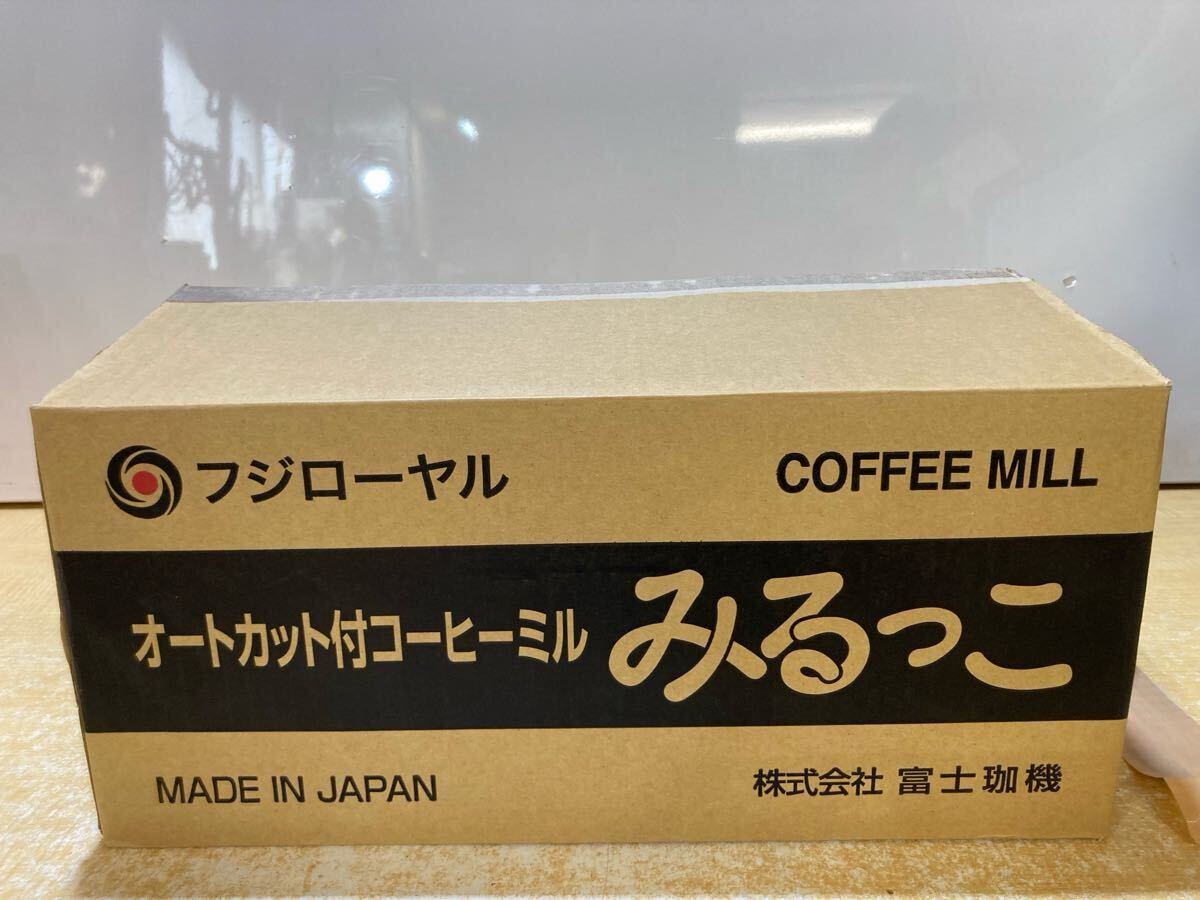 フジローヤル
COFFEE MILL
オートカット付コーヒーミル みるっこ
MADE IN JAPAN
株式会社 富士珈機